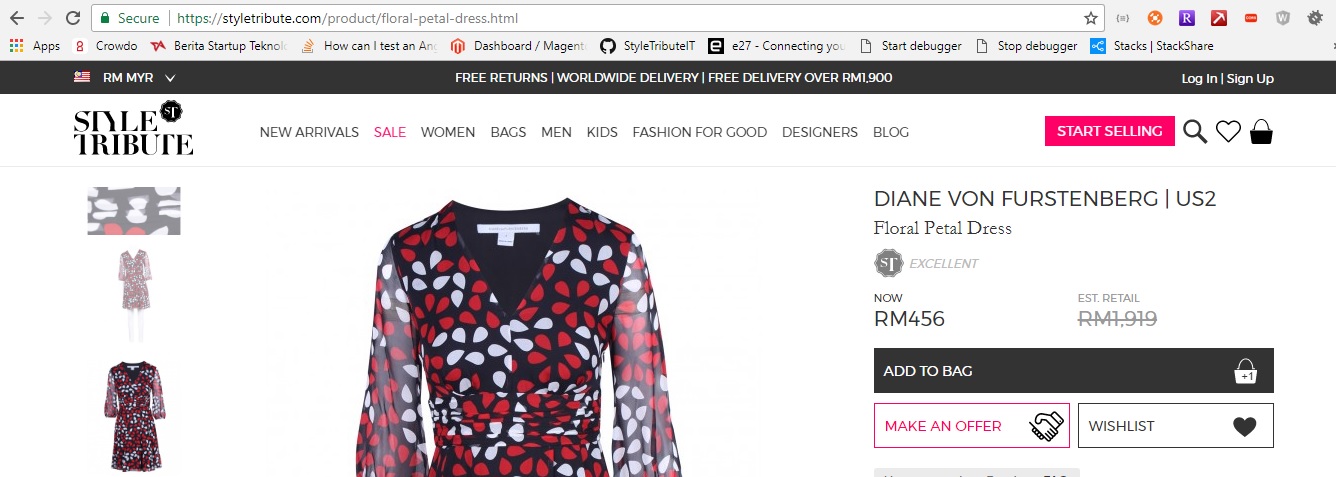 Secure https://styletribute.com/product/floral-petal-dress.html
Apps Crowdo Berita Startup Teknol How can I test an An Dashboard / Magent StyleTributeIT e27 - Connecting you Start debugger Stop debugger Stacks | StackShare
RM MYR FREE RETURNS | WORLDWIDE DELIVERY | FREE DELIVERY OVER RM1,900 Log In | Sign Up
STYLE ST
TRIBUTE
NEW ARRIVALS SALE WOMEN BAGS MEN KIDS FASHION FOR GOOD DESIGNERS BLOG START SELLING
DIANE VON FURSTENBERG | US2
Floral Petal Dress
ST EXCELLENT
NOW EST. RETAIL
RM456 RM1,919
ADD TO BAG +1
MAKE AN OFFER WISHLIST